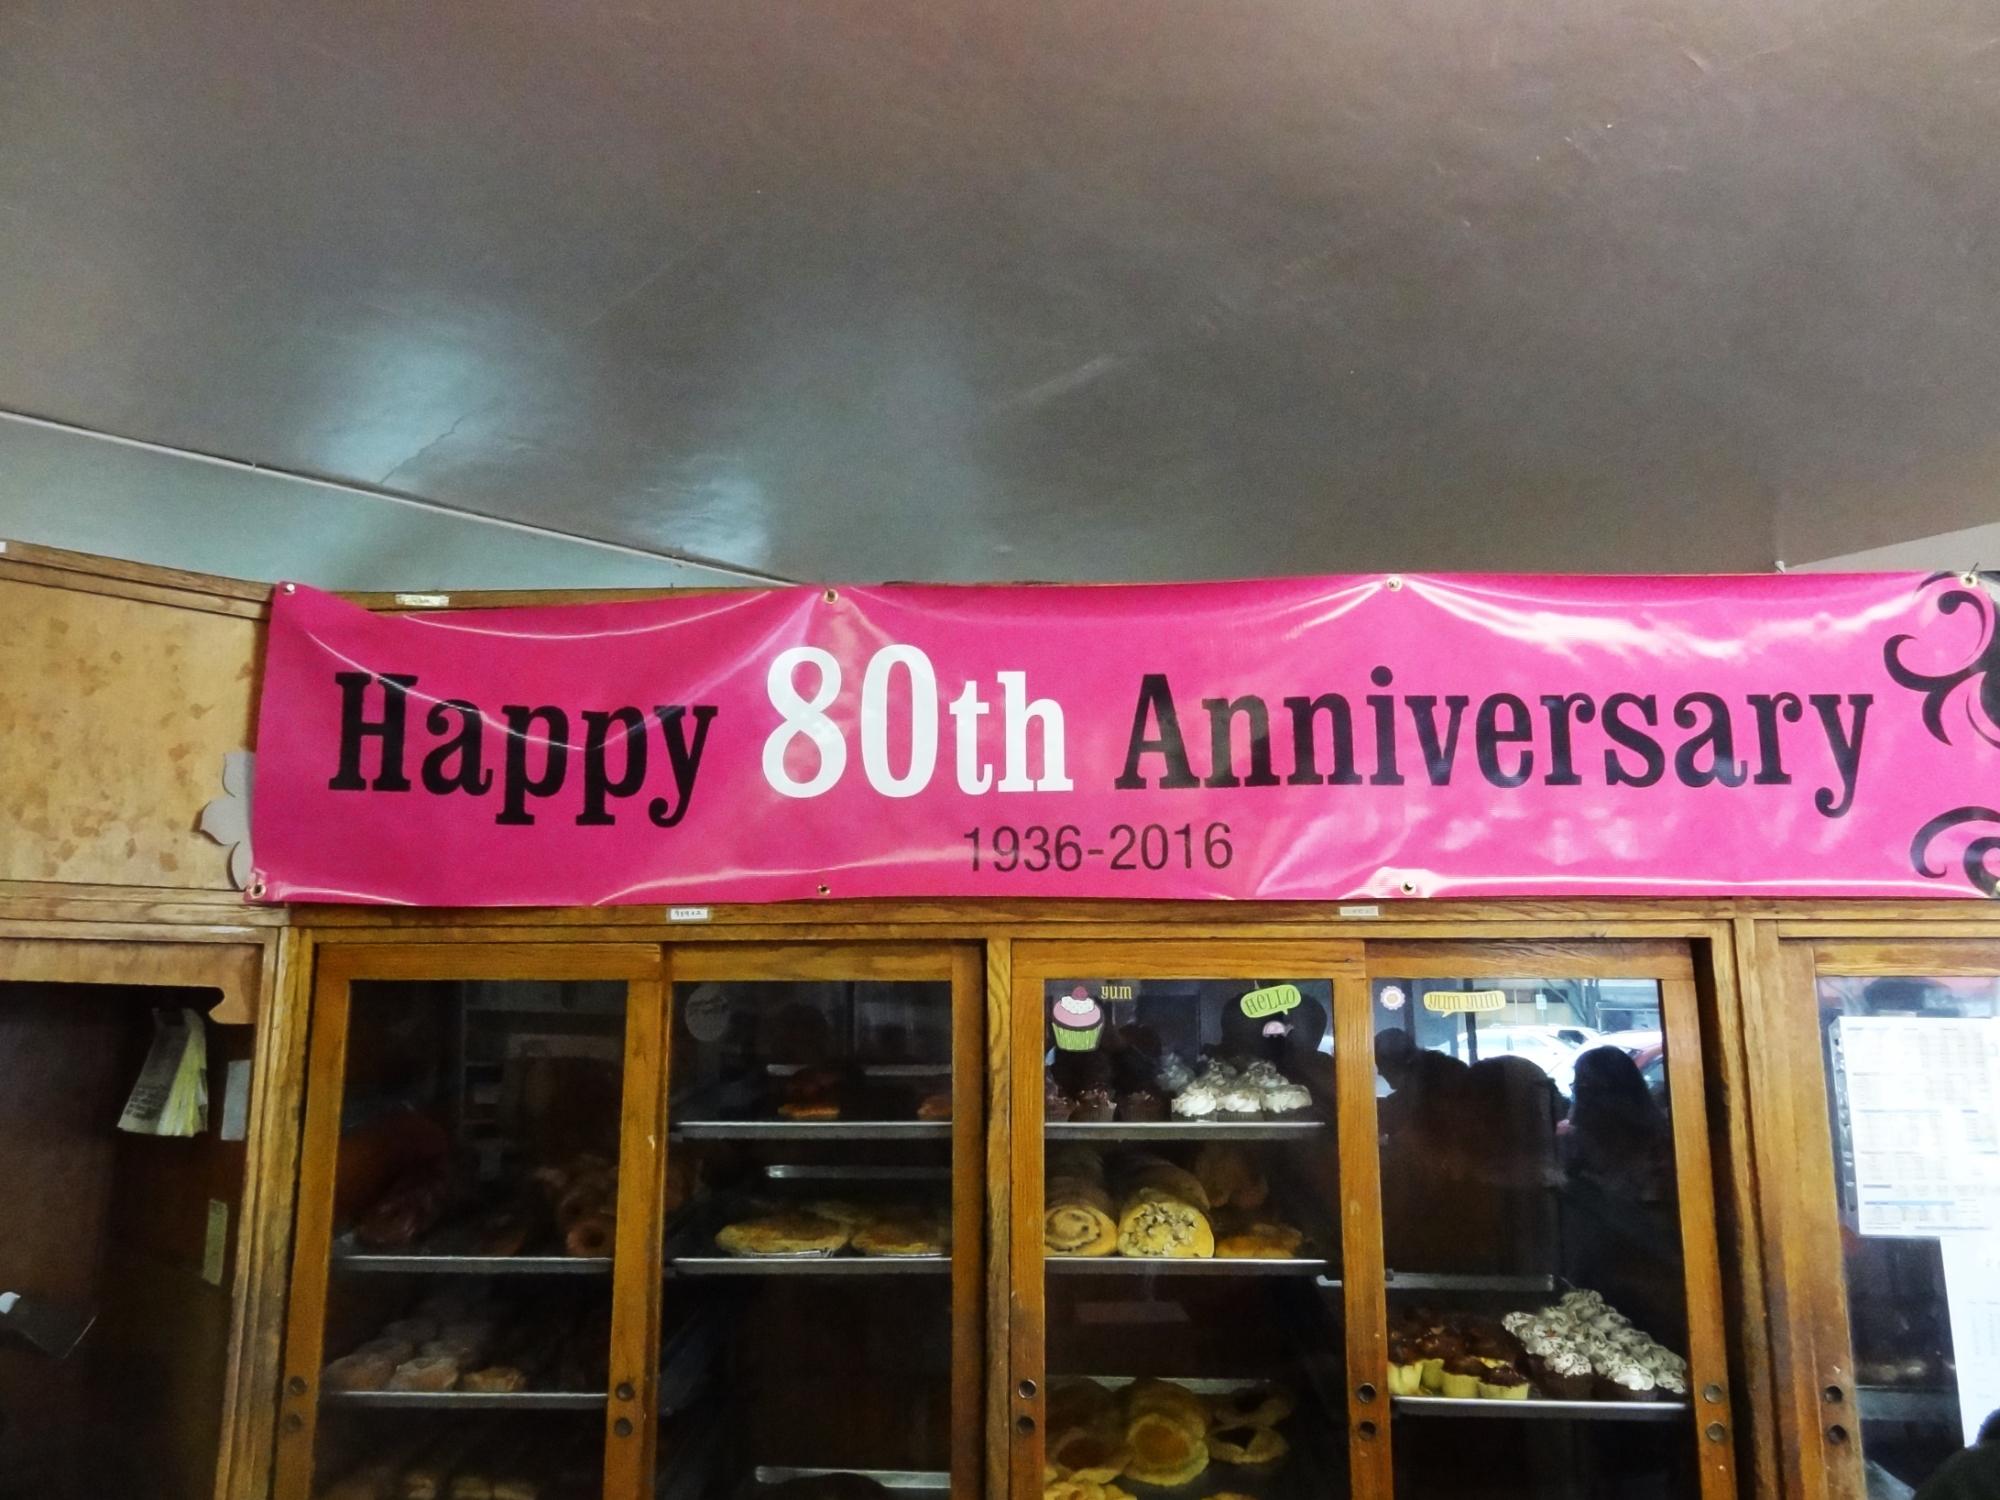 Happy 80th Anniversary
1936-2016
yum
HELLO
yum yum